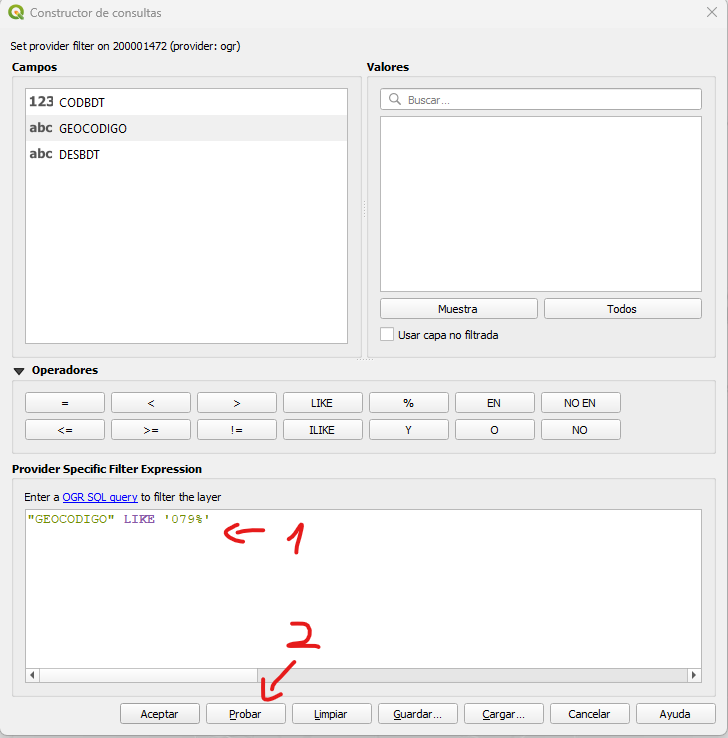 Constructor de consultas
Set provider filter on 200001472 (provider: ogr)
Campos
Valores
123 CODBDT
abc GEOCODIGO
abc DESBDT
Buscar...
Muestra
Todos
Usar capa no filtrada
Operadores
= < > LIKE % EN NO EN
<= >= != ILIKE Y O NO
Provider Specific Filter Expression
Enter a OGR SQL query to filter the layer
"GEOCODIGO" LIKE '079%'
1
2
Aceptar Probar Limpiar Guardar... Cargar... Cancelar Ayuda